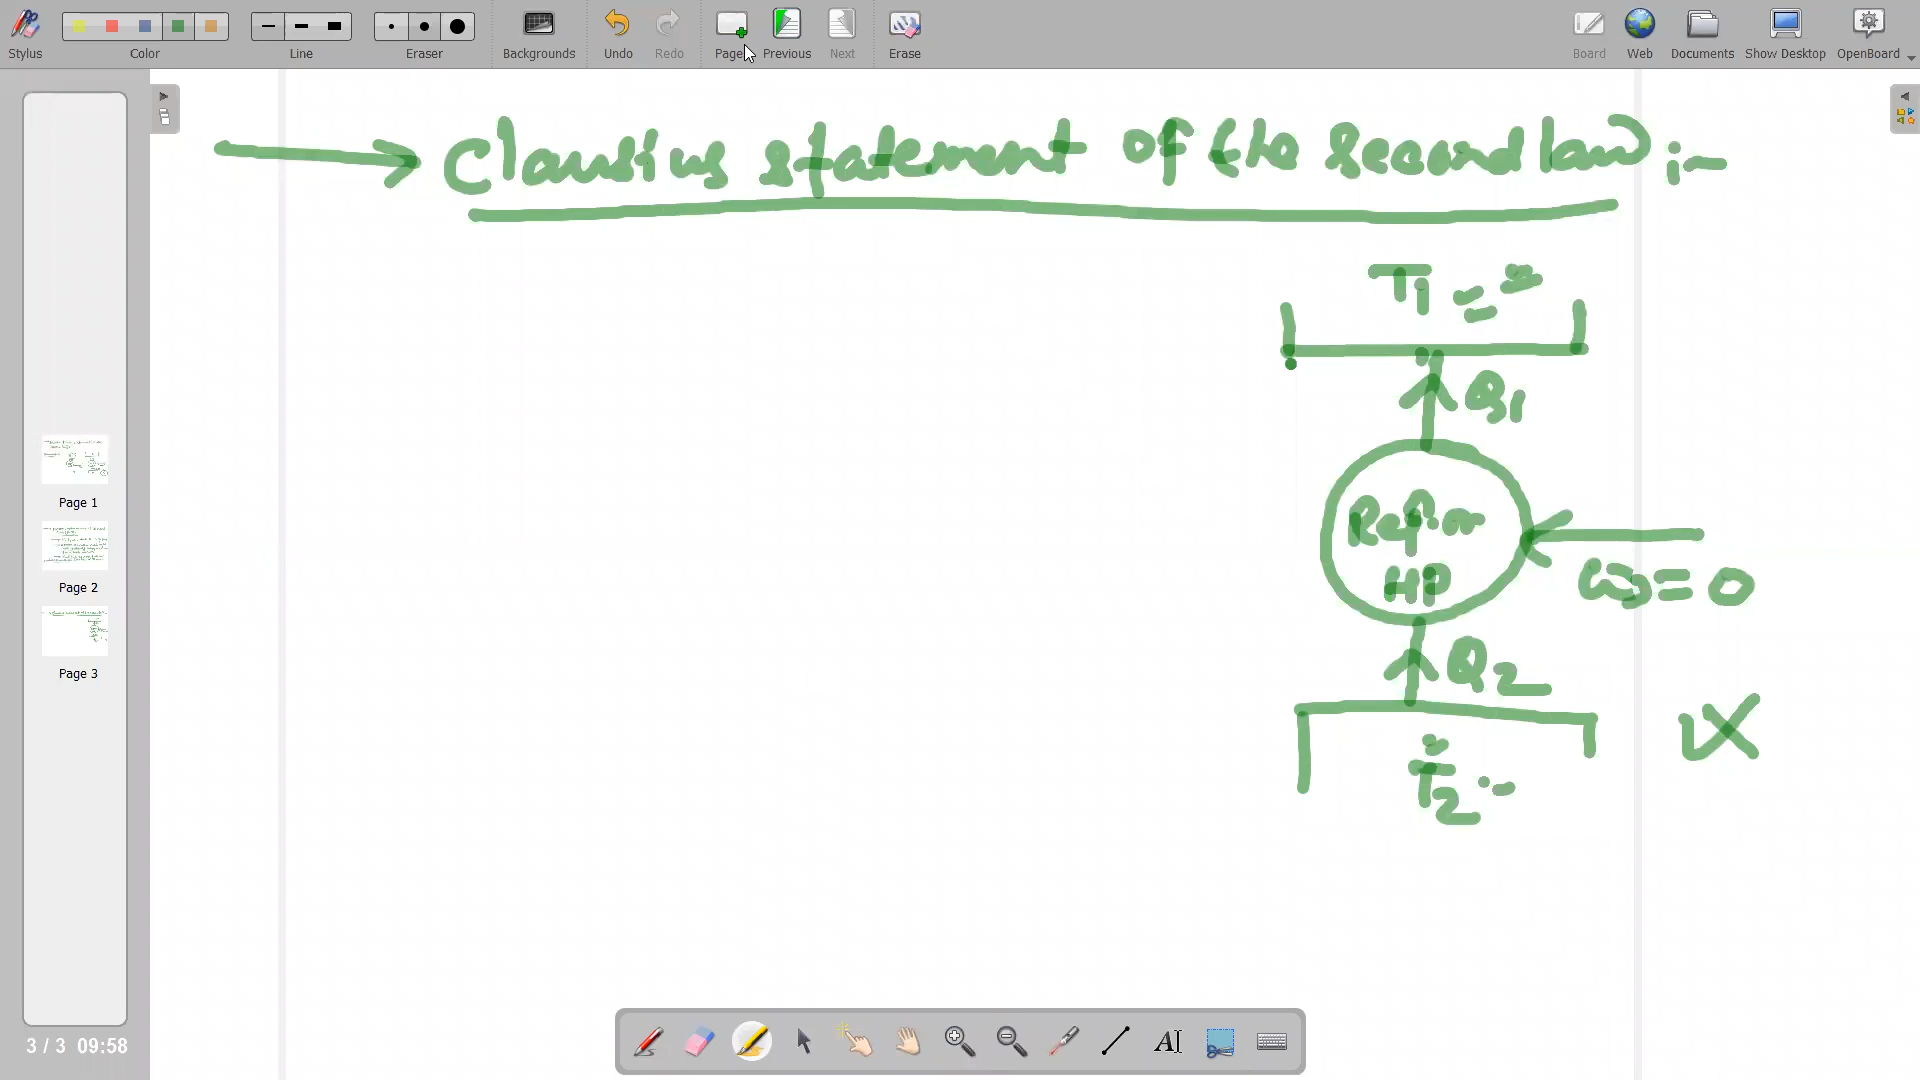 Stylus Color Line Eraser Backgrounds Undo Redo Page Previous Next Erase Board Web Documents Show Desktop OpenBoard
→ Clausius statement of the Second law :-
T1
Q1
Ref. or
HP
W = 0
Q2
T2
Page 1
Page 2
Page 3
3 / 3 09:58